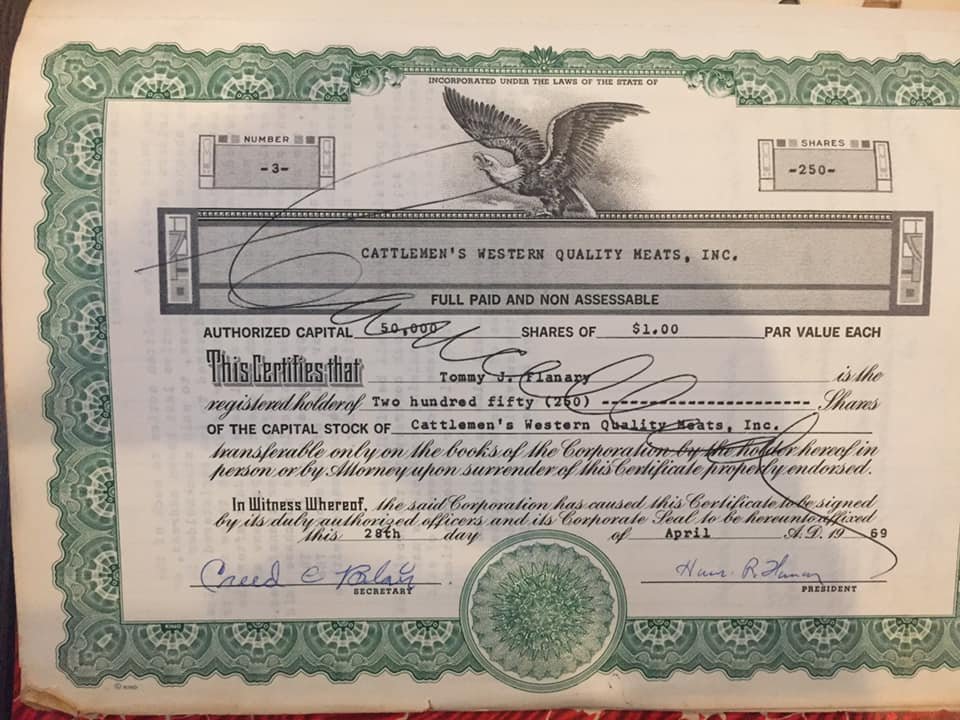 INCORPORATED UNDER THE LAWS OF THE STATE OF
NUMBER
-3-
SHARES
-250-
CATTLEMEN'S WESTERN QUALITY MEATS, INC.
FULL PAID AND NON ASSESSABLE
AUTHORIZED CAPITAL 50,000 SHARES OF $1.00 PAR VALUE EACH
This Certifies that Tommy J. Flanary is the
registered holder of Two hundred fifty (250) ---------------------- Shares
OF THE CAPITAL STOCK OF Cattlemen's Western Quality Meats, Inc.
transferable only on the books of the Corporation by the holder hereof in
person or by Attorney upon surrender of this Certificate properly endorsed.
In Witness Whereof, the said Corporation has caused this Certificate to be signed
by its duly authorized officers and its Corporate Seal to be hereunto affixed
this 28th day of April A.D. 19 69
Cancelled
Creed C
SECRETARY
PRESIDENT
© KING